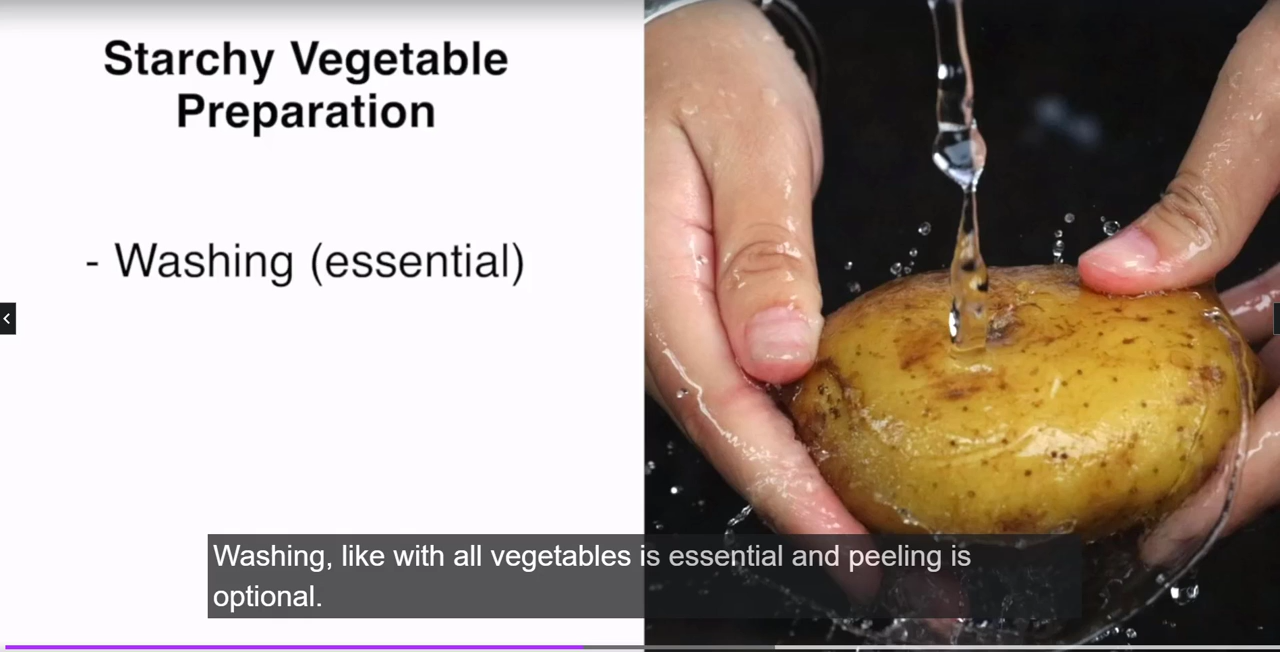 Starchy Vegetable
Preparation
- Washing (essential)
Washing, like with all vegetables is essential and peeling is
optional.